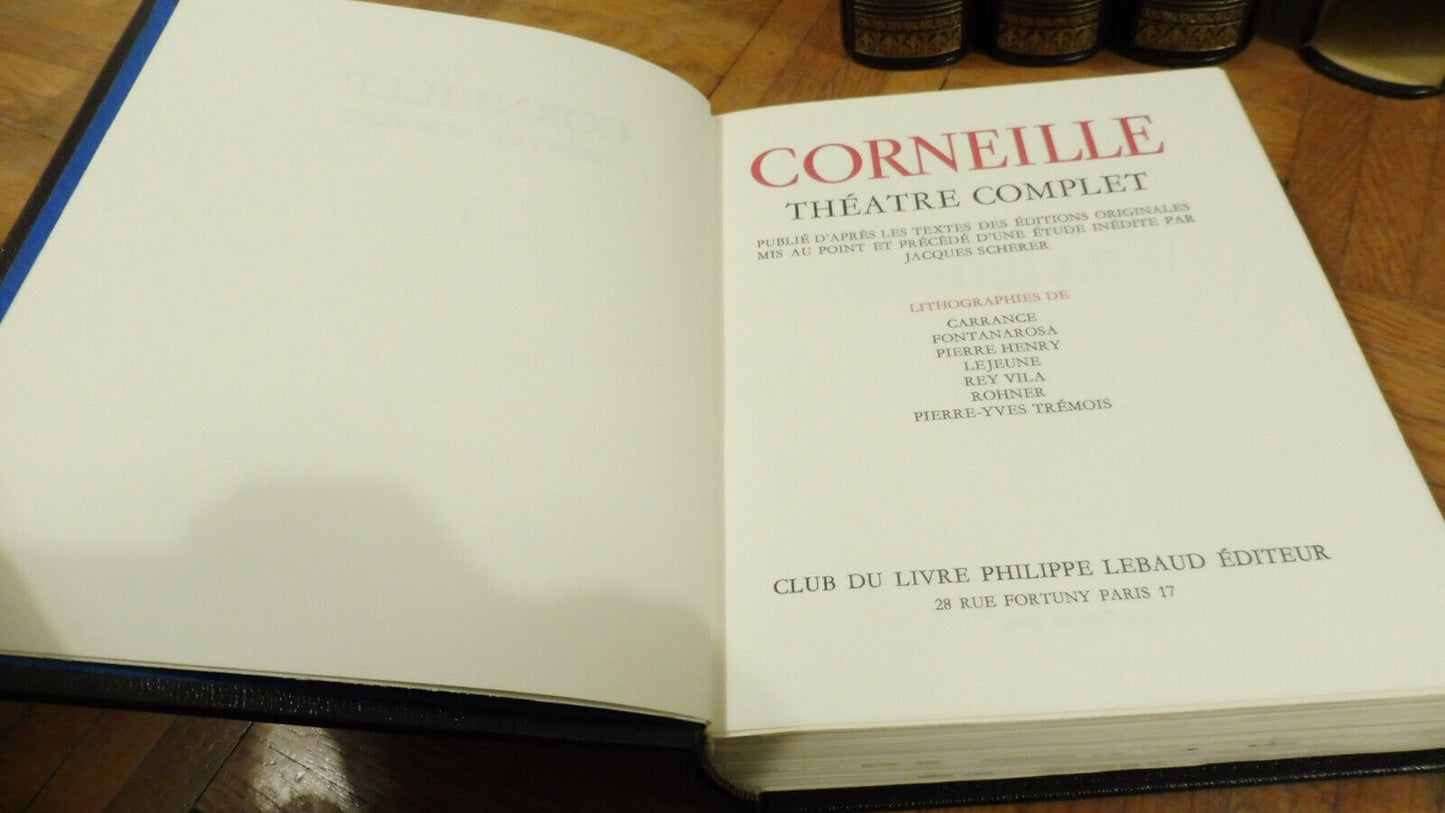 CORNEILLE
THÉATRE COMPLET
PUBLIÉ D'APRÈS LES TEXTES DES ÉDITIONS ORIGINALES
MIS AU POINT ET PRÉCÉDÉ D'UNE ÉTUDE INÉDITE PAR
JACQUES SCHERER
LITHOGRAPHIES DE
CARRANCE
FONTANAROSA
PIERRE HENRY
LEJEUNE
REY VILA
ROHNER
PIERRE-YVES TRÉMOIS
CLUB DU LIVRE PHILIPPE LEBAUD ÉDITEUR
28 RUE FORTUNY PARIS 17